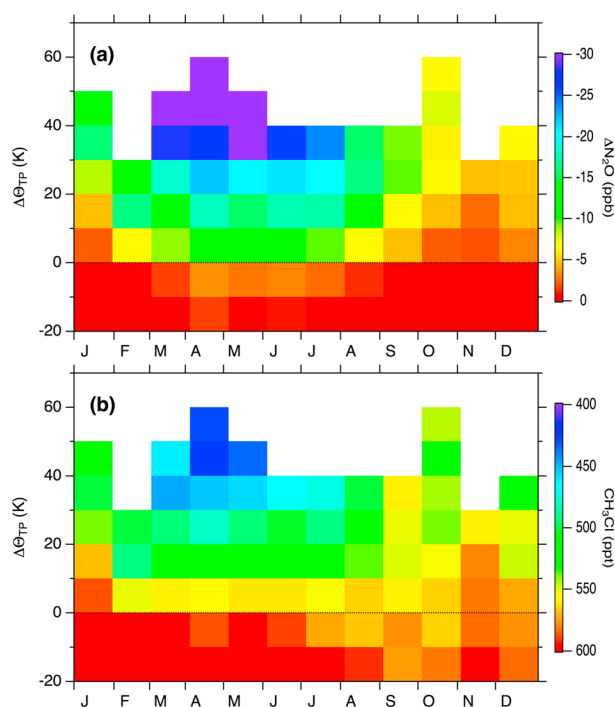 (a)
60
40
20
0
-20
ΔΘTP (K)
J F M A M J J A S O N D
-30
-25
-20
-15
-10
-5
0
ΔN2O (ppb)
(b)
60
40
20
0
-20
ΔΘTP (K)
J F M A M J J A S O N D
400
450
500
550
600
CH3Cl (ppt)